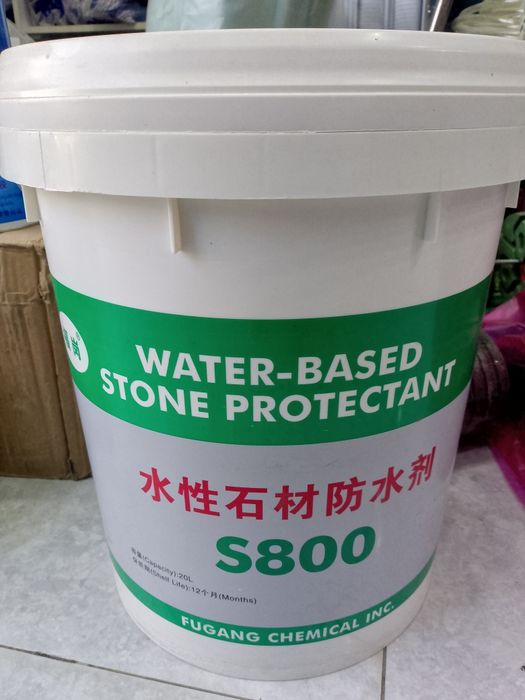 WATER-BASED
STONE PROTECTANT
水性石材防水剂
S800
容量(Capacity):20L
保质期(Shelf Life):12个月(Months)
FUGANG CHEMICAL INC.